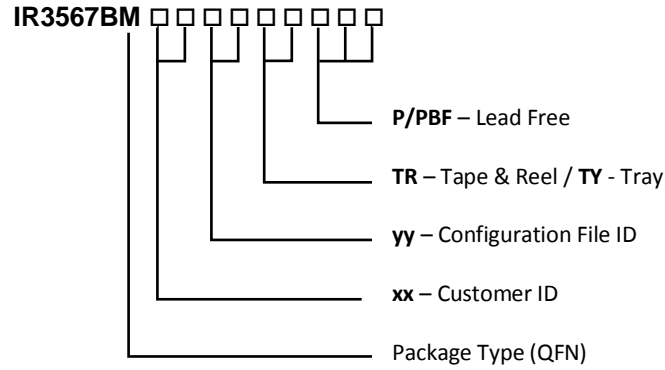 IR3567BM □ □ □ □ □ □ □ □ □
P/PBF – Lead Free
TR – Tape & Reel / TY - Tray
yy – Configuration File ID
xx – Customer ID
Package Type (QFN)